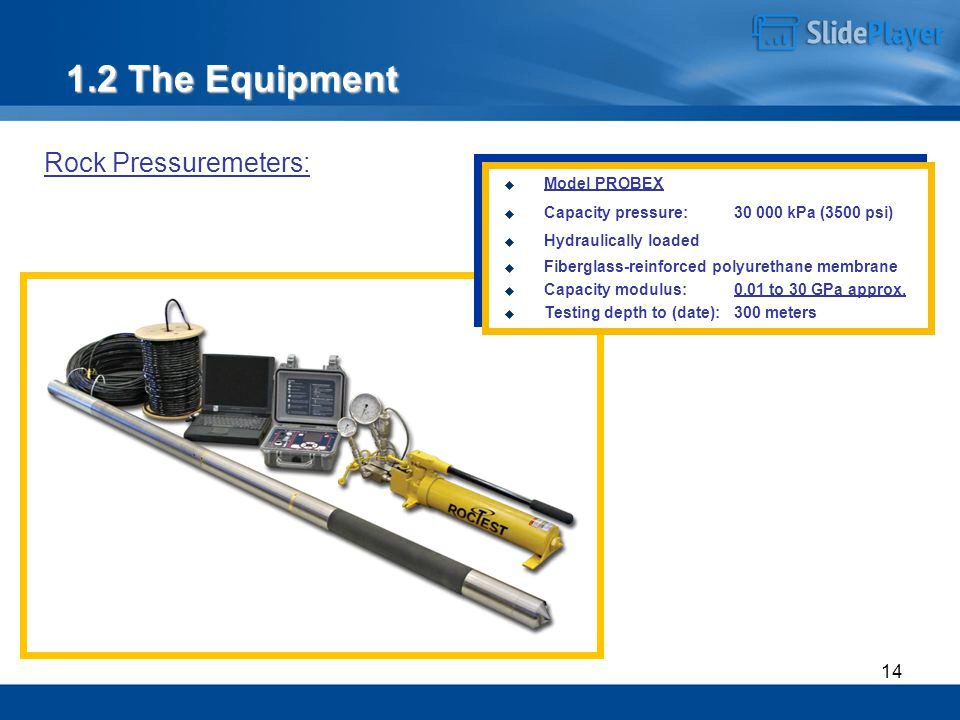 SlidePlayer
1.2 The Equipment
Rock Pressuremeters:
Model PROBEX
Capacity pressure: 30 000 kPa (3500 psi)
Hydraulically loaded
Fiberglass-reinforced polyurethane membrane
Capacity modulus: 0.01 to 30 GPa approx.
Testing depth to (date): 300 meters
ROCTEST
14